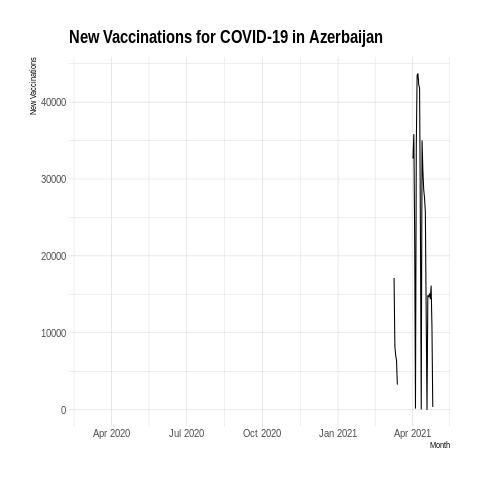 New Vaccinations for COVID-19 in Azerbaijan
New Vaccinations
40000
30000
20000
10000
0
Apr 2020 Jul 2020 Oct 2020 Jan 2021 Apr 2021
Month